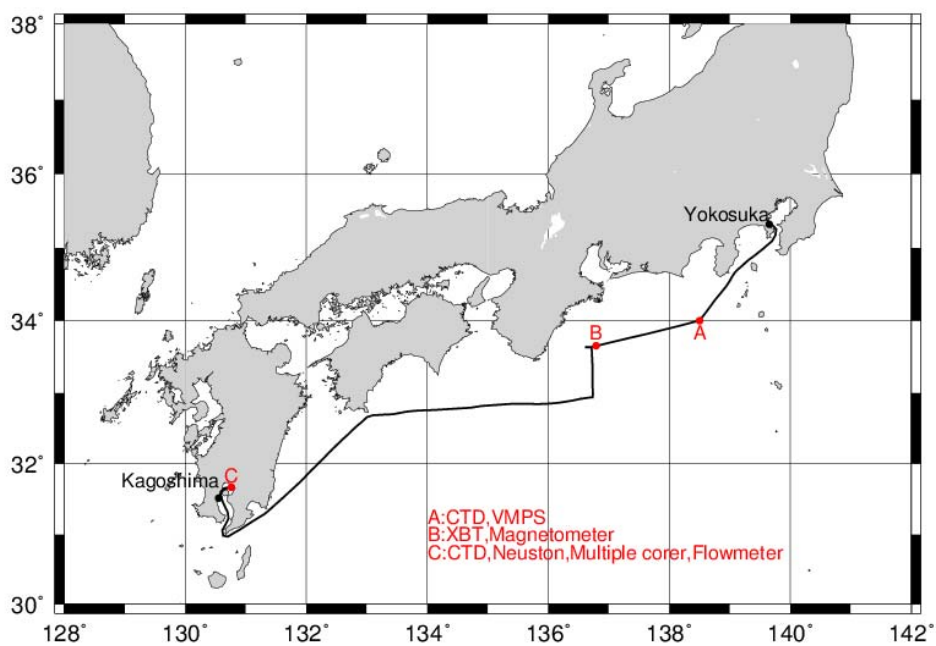 38°
36°
Yokosuka
34°
B
A
32°
Kagoshima
C
A:CTD,VMPS
B:XBT,Magnetometer
C:CTD,Neuston,Multiple corer,Flowmeter
30°
128° 130° 132° 134° 136° 138° 140° 142°